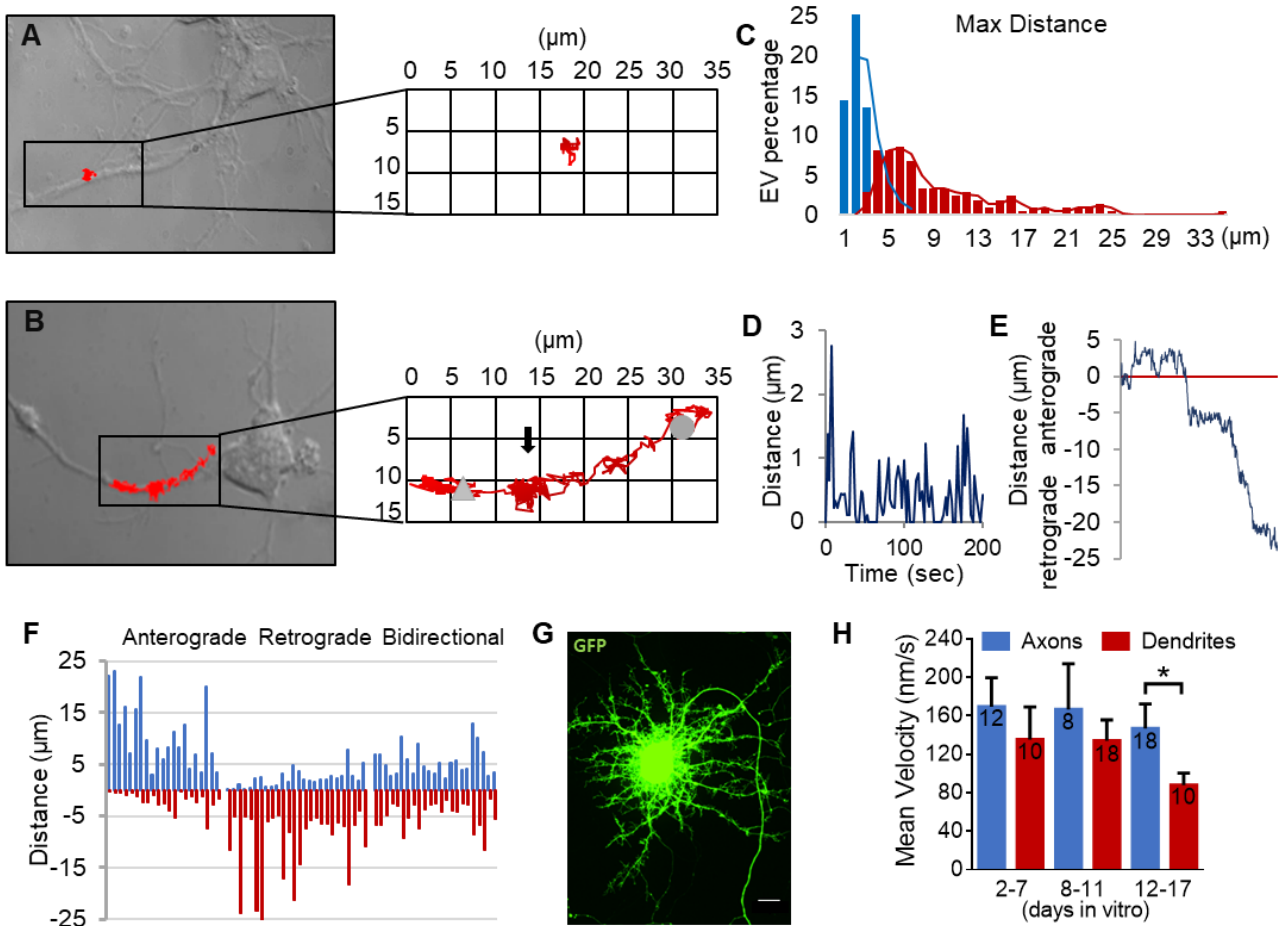 A
(µm)
0 5 10 15 20 25 30 35
5
10
15
B
(µm)
0 5 10 15 20 25 30 35
5
10
15
C
Max Distance
EV percentage
25
20
15
10
5
0
1 5 9 13 17 21 25 29 33 (µm)
D
Distance (µm)
3
2
1
0
0 100 200
Time (sec)
E
Distance (µm)
retrograde anterograde
5
0
-5
-10
-15
-20
-25
F
Anterograde Retrograde Bidirectional
Distance (µm)
25
15
5
-5
-15
-25
G
GFP
H
Mean Velocity (nm/s)
240
200
160
120
80
40
0
Axons Dendrites
*
12 10 8 18 18 10
2-7 8-11 12-17
(days in vitro)